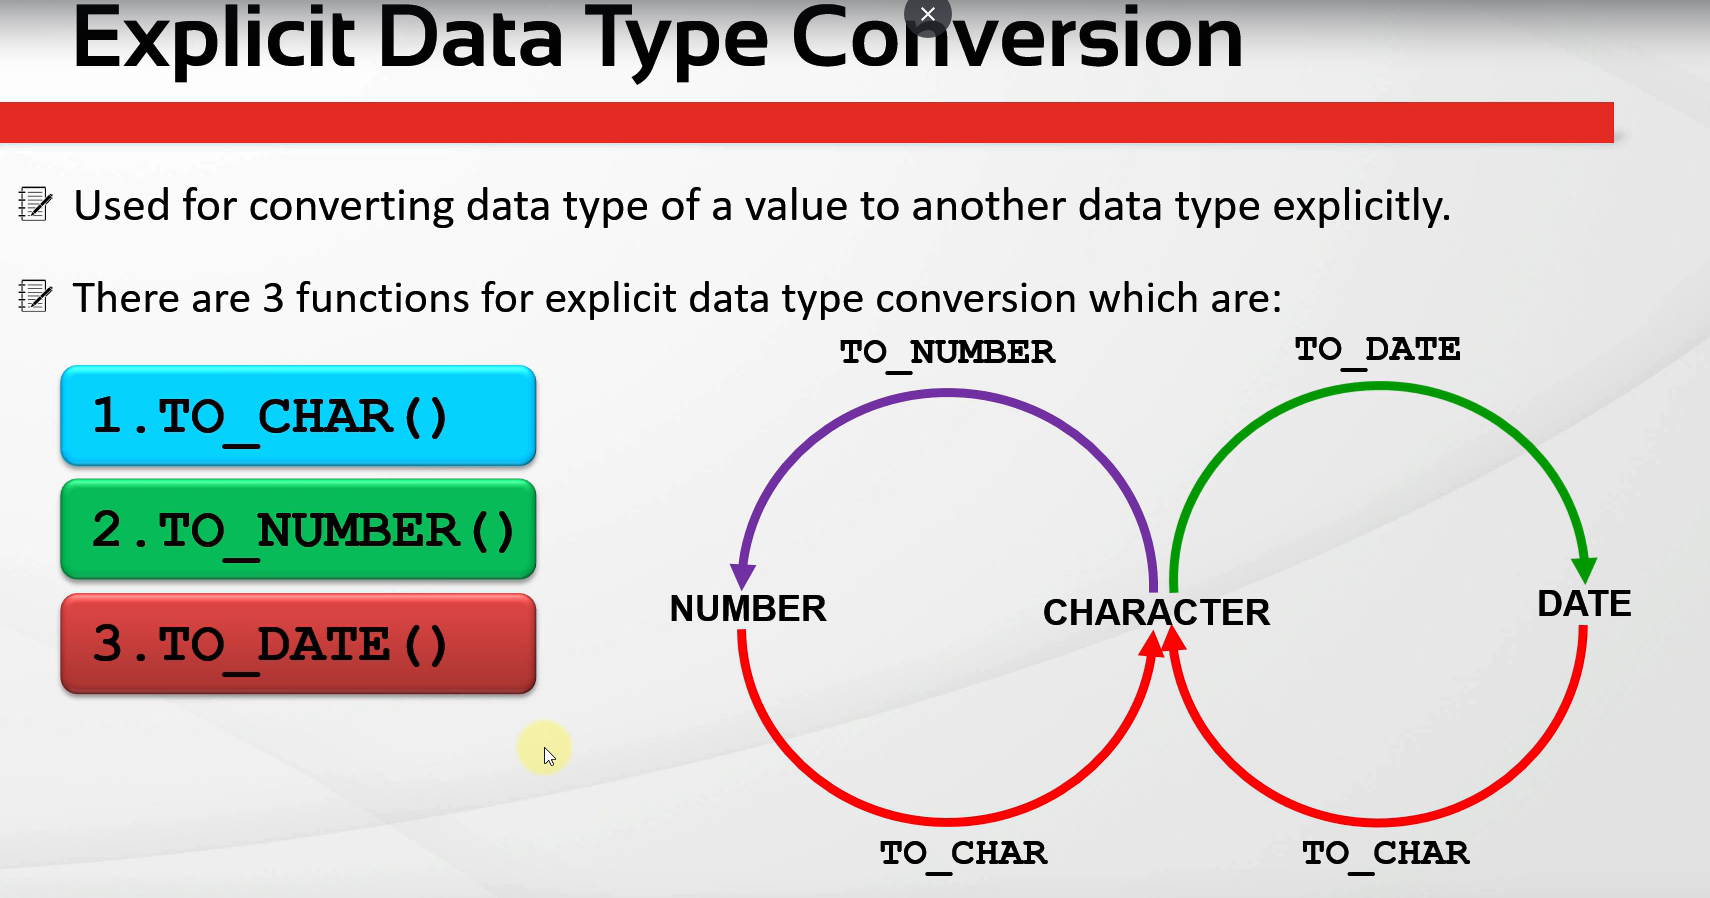 Explicit Data Type Conversion
Used for converting data type of a value to another data type explicitly.
There are 3 functions for explicit data type conversion which are:
1.TO_CHAR()
2.TO_NUMBER()
3.TO_DATE()
TO_NUMBER
TO_DATE
NUMBER
CHARACTER
DATE
TO_CHAR
TO_CHAR